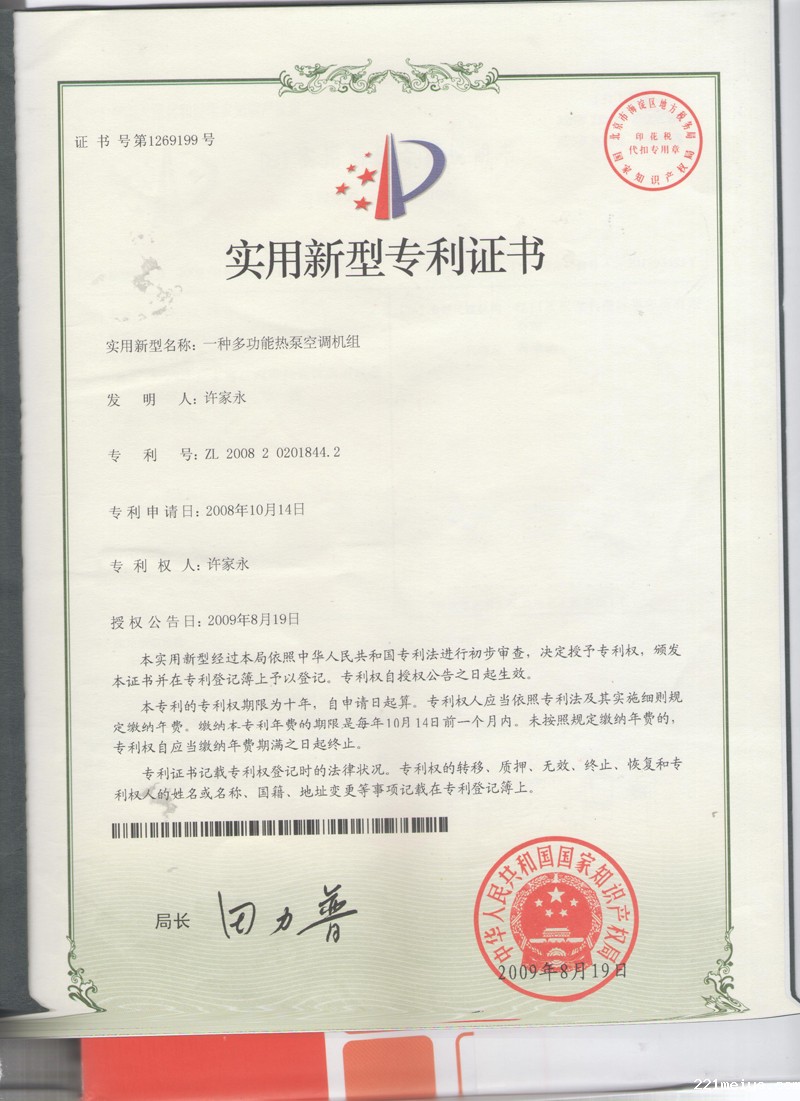 证书号第1269199号
北京市海淀区地方税务局
印花税
代扣专用章
国家知识产权局
实用新型专利证书
实用新型名称：一种多功能热泵空调机组
发明人：许家永
专利号：ZL 2008 2 0201844.2
专利申请日：2008年10月14日
专利权人：许家永
授权公告日：2009年8月19日
本实用新型经过本局依照中华人民共和国专利法进行初步审查，决定授予专利权，颁发
本证书并在专利登记簿上予以登记。专利权自授权公告之日起生效。
本专利的专利权期限为十年，自申请日起算。专利权人应当依照专利法及其实施细则规
定缴纳年费。缴纳本专利年费的期限是每年10月14日前一个月内。未按照规定缴纳年费的，
专利权自应当缴纳年费期满之日起终止。
专利证书记载专利权登记时的法律状况。专利权的转移、质押、无效、终止、恢复和专
利权人的姓名或名称、国籍、地址变更等事项记载在专利登记簿上。
局长 田力普
中华人民共和国国家知识产权局
2009年8月19日